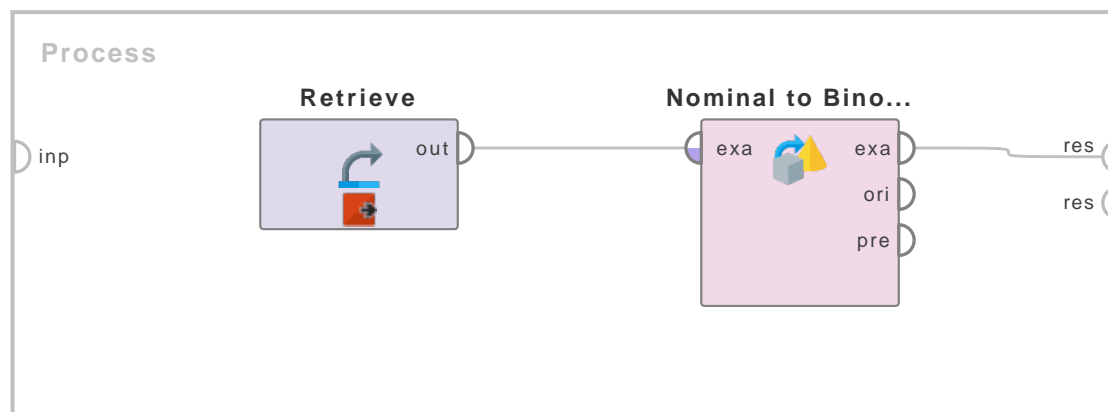 Process
Retrieve
Nominal to Bino...
inp
out
exa
exa
res
ori
res
pre